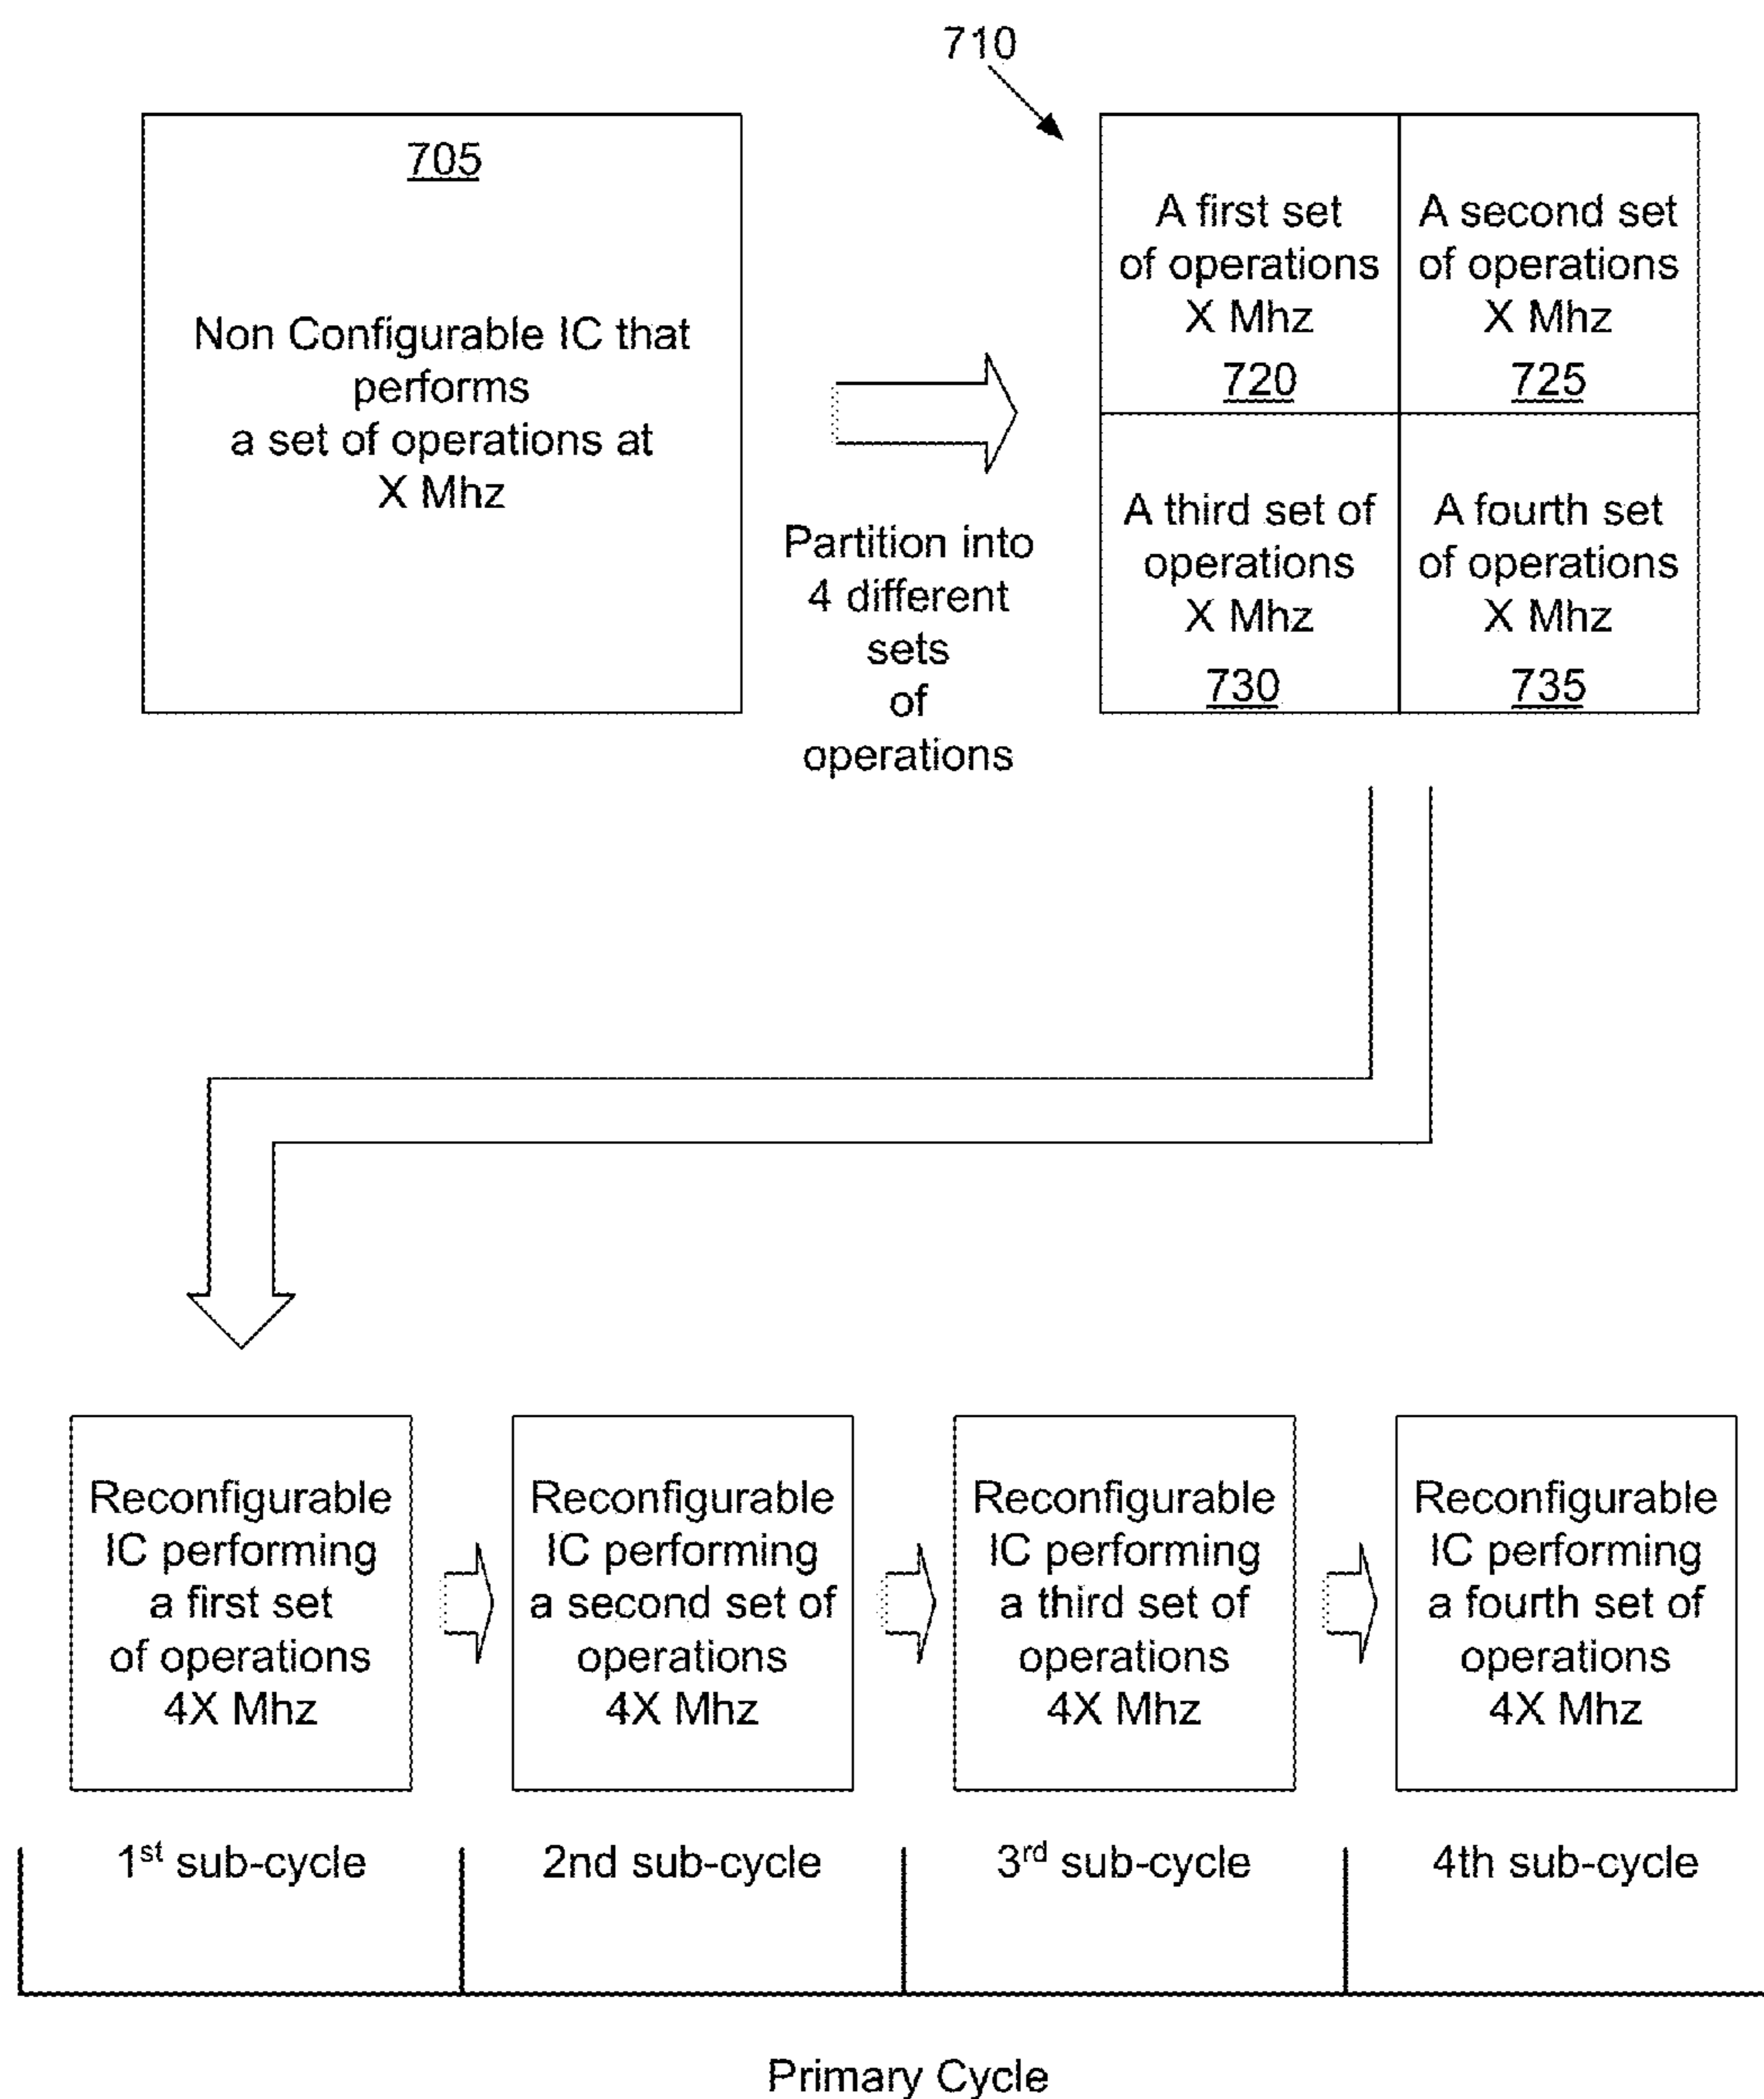 710
705
Non Configurable IC that
performs
a set of operations at
X Mhz
Partition into
4 different
sets
of
operations
A first set
of operations
X Mhz
720
A second set
of operations
X Mhz
725
A third set of
operations
X Mhz
730
A fourth set
of operations
X Mhz
735
Reconfigurable
IC performing
a first set
of operations
4X Mhz
Reconfigurable
IC performing
a second set of
operations
4X Mhz
Reconfigurable
IC performing
a third set of
operations
4X Mhz
Reconfigurable
IC performing
a fourth set of
operations
4X Mhz
1st sub-cycle
2nd sub-cycle
3rd sub-cycle
4th sub-cycle
Primary Cycle